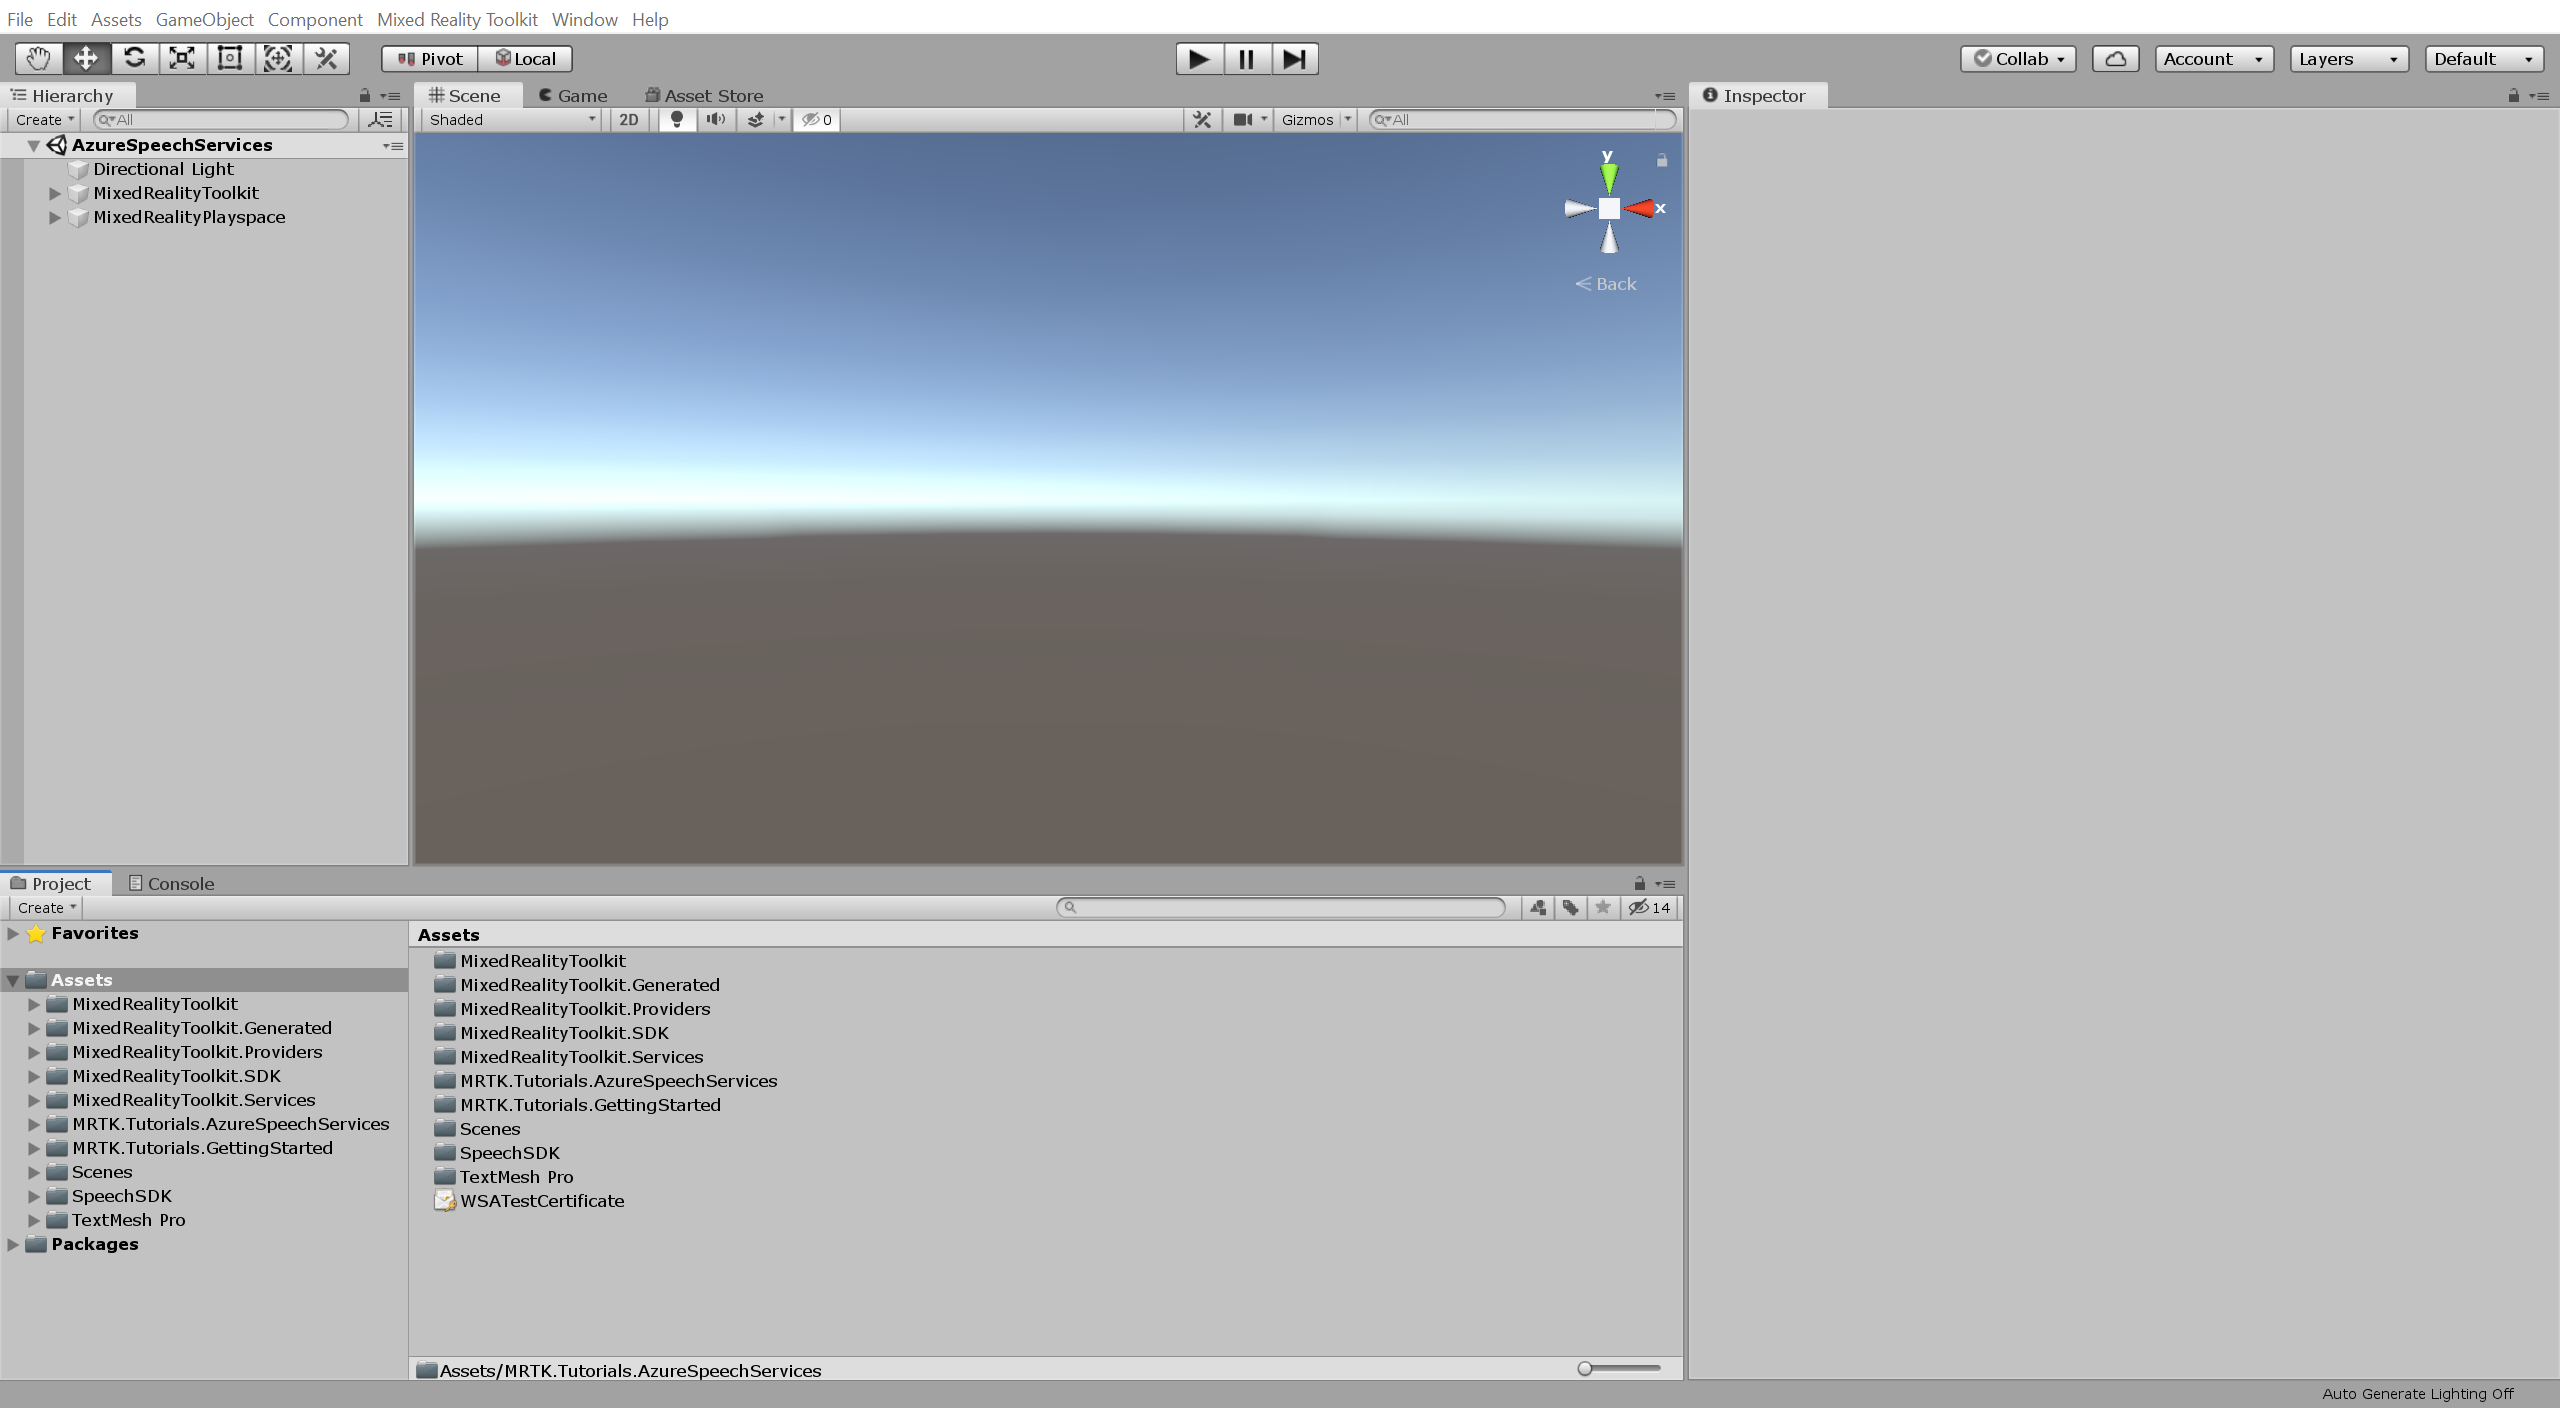 File Edit Assets GameObject Component Mixed Reality Toolkit Window Help
Pivot Local Collab Account Layers Default
Hierarchy Scene Game Asset Store Inspector
Create All Shaded 2D 0 Gizmos All
AzureSpeechServices
Directional Light
MixedRealityToolkit
MixedRealityPlayspace
y
x
Back
Project Console
Create 14
Favorites
Assets
MixedRealityToolkit
MixedRealityToolkit.Generated
MixedRealityToolkit.Providers
MixedRealityToolkit.SDK
MixedRealityToolkit.Services
MRTK.Tutorials.AzureSpeechServices
MRTK.Tutorials.GettingStarted
Scenes
SpeechSDK
TextMesh Pro
Packages
Assets
MixedRealityToolkit
MixedRealityToolkit.Generated
MixedRealityToolkit.Providers
MixedRealityToolkit.SDK
MixedRealityToolkit.Services
MRTK.Tutorials.AzureSpeechServices
MRTK.Tutorials.GettingStarted
Scenes
SpeechSDK
TextMesh Pro
WSATestCertificate
Assets/MRTK.Tutorials.AzureSpeechServices
Auto Generate Lighting Off